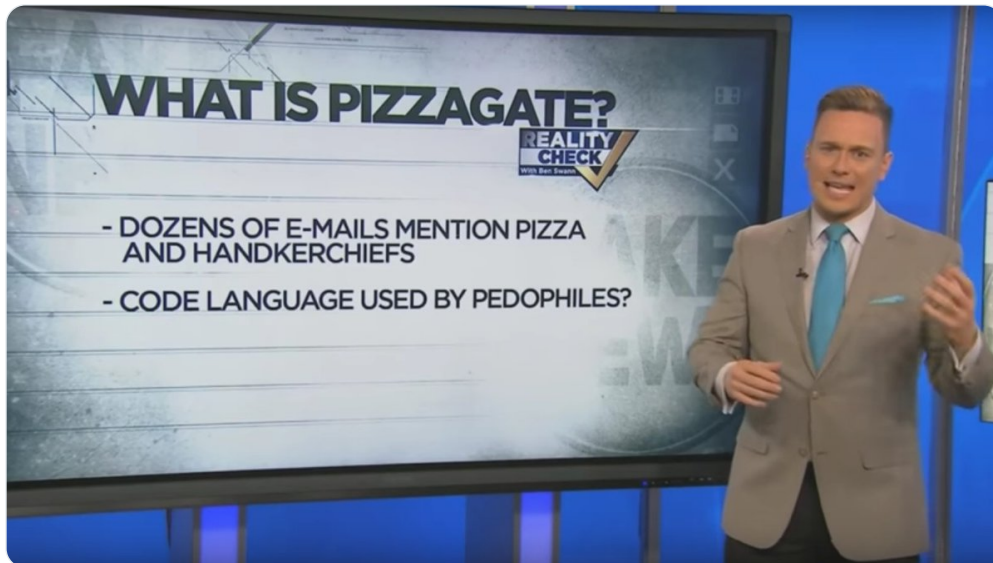 WHAT IS PIZZAGATE?
REALITY
CHECK
With Ben Swann
- DOZENS OF E-MAILS MENTION PIZZA
AND HANDKERCHIEFS
- CODE LANGUAGE USED BY PEDOPHILES?